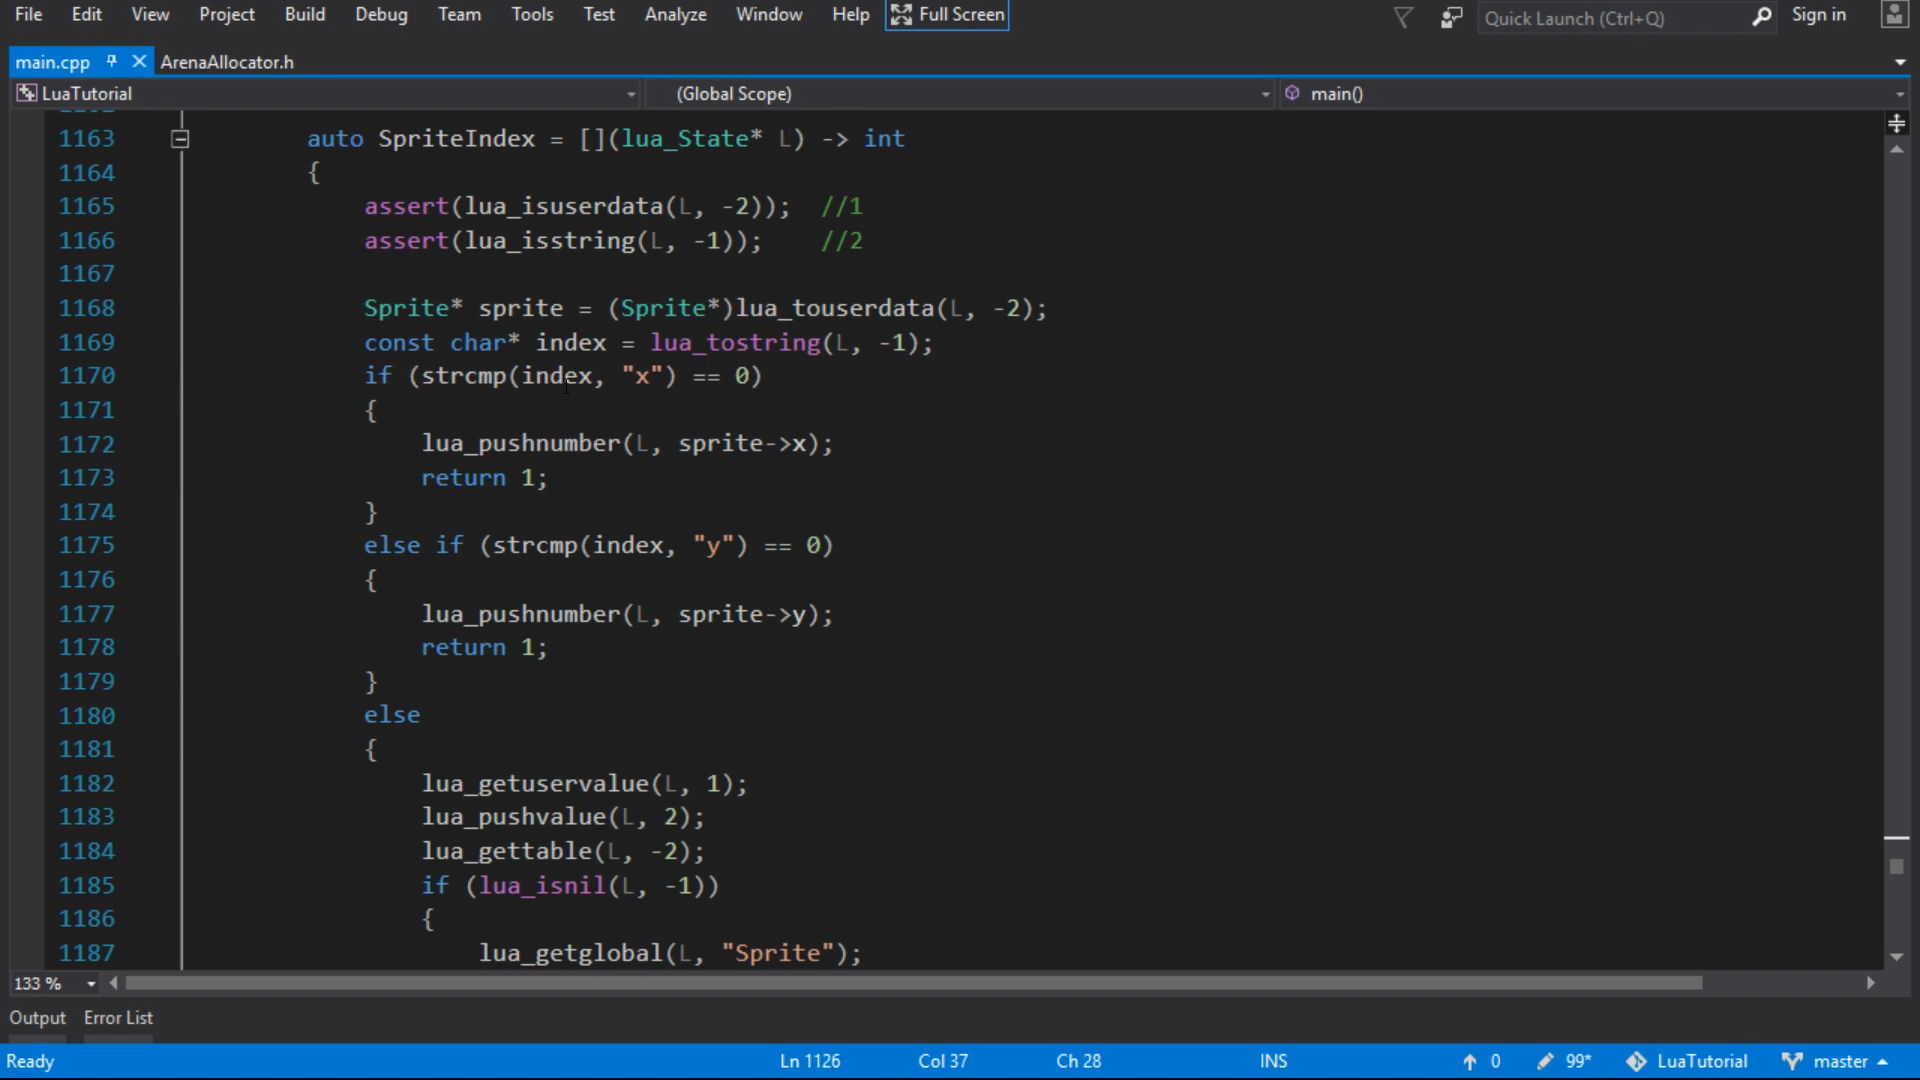 File Edit View Project Build Debug Team Tools Test Analyze Window Help Full Screen Quick Launch (Ctrl+Q) Sign in
main.cpp ArenaAllocator.h
LuaTutorial (Global Scope) main()
1163 auto SpriteIndex = [](lua_State* L) -> int
1164 {
1165 assert(lua_isuserdata(L, -2)); //1
1166 assert(lua_isstring(L, -1)); //2
1167
1168 Sprite* sprite = (Sprite*)lua_touserdata(L, -2);
1169 const char* index = lua_tostring(L, -1);
1170 if (strcmp(index, "x") == 0)
1171 {
1172 lua_pushnumber(L, sprite->x);
1173 return 1;
1174 }
1175 else if (strcmp(index, "y") == 0)
1176 {
1177 lua_pushnumber(L, sprite->y);
1178 return 1;
1179 }
1180 else
1181 {
1182 lua_getuservalue(L, 1);
1183 lua_pushvalue(L, 2);
1184 lua_gettable(L, -2);
1185 if (lua_isnil(L, -1))
1186 {
1187 lua_getglobal(L, "Sprite");
133 %
Output Error List
Ready Ln 1126 Col 37 Ch 28 INS 0 99* LuaTutorial master